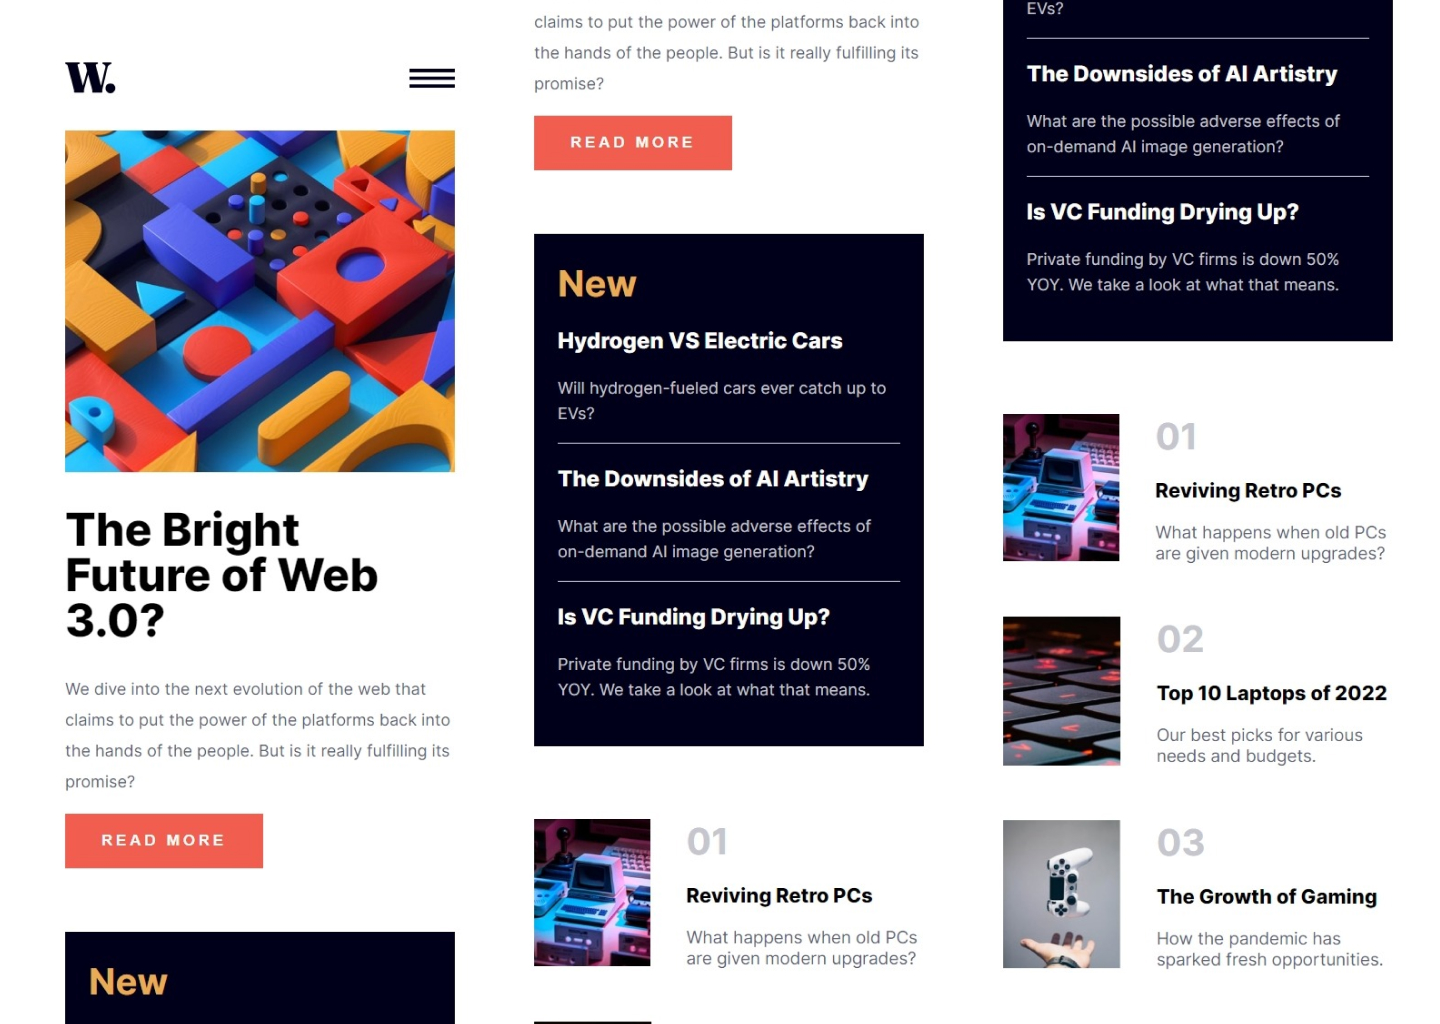 W.
The Bright
Future of Web
3.0?
We dive into the next evolution of the web that
claims to put the power of the platforms back into
the hands of the people. But is it really fulfilling its
promise?
READ MORE
New
claims to put the power of the platforms back into
the hands of the people. But is it really fulfilling its
promise?
READ MORE
New
Hydrogen VS Electric Cars
Will hydrogen-fueled cars ever catch up to
EVs?
The Downsides of AI Artistry
What are the possible adverse effects of
on-demand AI image generation?
Is VC Funding Drying Up?
Private funding by VC firms is down 50%
YOY. We take a look at what that means.
01
Reviving Retro PCs
What happens when old PCs
are given modern upgrades?
EVs?
The Downsides of AI Artistry
What are the possible adverse effects of
on-demand AI image generation?
Is VC Funding Drying Up?
Private funding by VC firms is down 50%
YOY. We take a look at what that means.
01
Reviving Retro PCs
What happens when old PCs
are given modern upgrades?
02
Top 10 Laptops of 2022
Our best picks for various
needs and budgets.
03
The Growth of Gaming
How the pandemic has
sparked fresh opportunities.